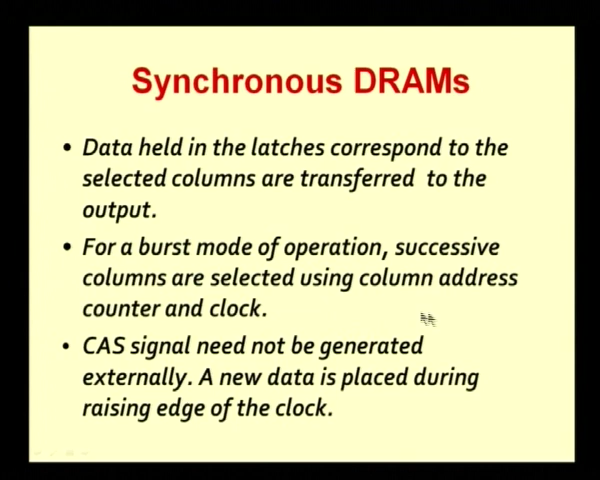 Synchronous DRAMs
• Data held in the latches correspond to the
selected columns are transferred to the
output.
• For a burst mode of operation, successive
columns are selected using column address
counter and clock.
• CAS signal need not be generated
externally. A new data is placed during
raising edge of the clock.